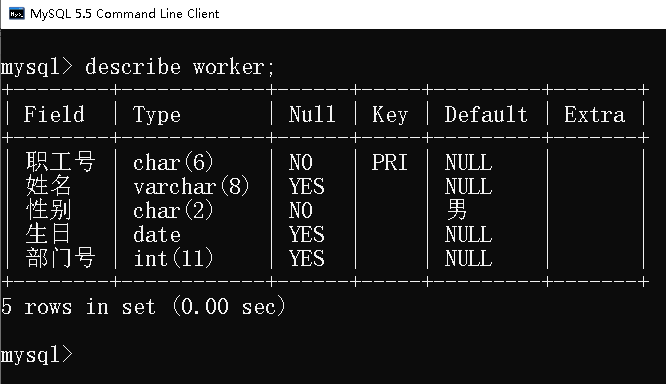 MySQL 5.5 Command Line Client
mysql> describe worker;
+--------+------------+------+-----+---------+-------+
| Field | Type | Null | Key | Default | Extra |
+--------+------------+------+-----+---------+-------+
| 职工号 | char(6) | NO | PRI | NULL | |
| 姓名 | varchar(8) | YES | | NULL | |
| 性别 | char(2) | NO | | 男 | |
| 生日 | date | YES | | NULL | |
| 部门号 | int(11) | YES | | NULL | |
+--------+------------+------+-----+---------+-------+
5 rows in set (0.00 sec)
mysql>